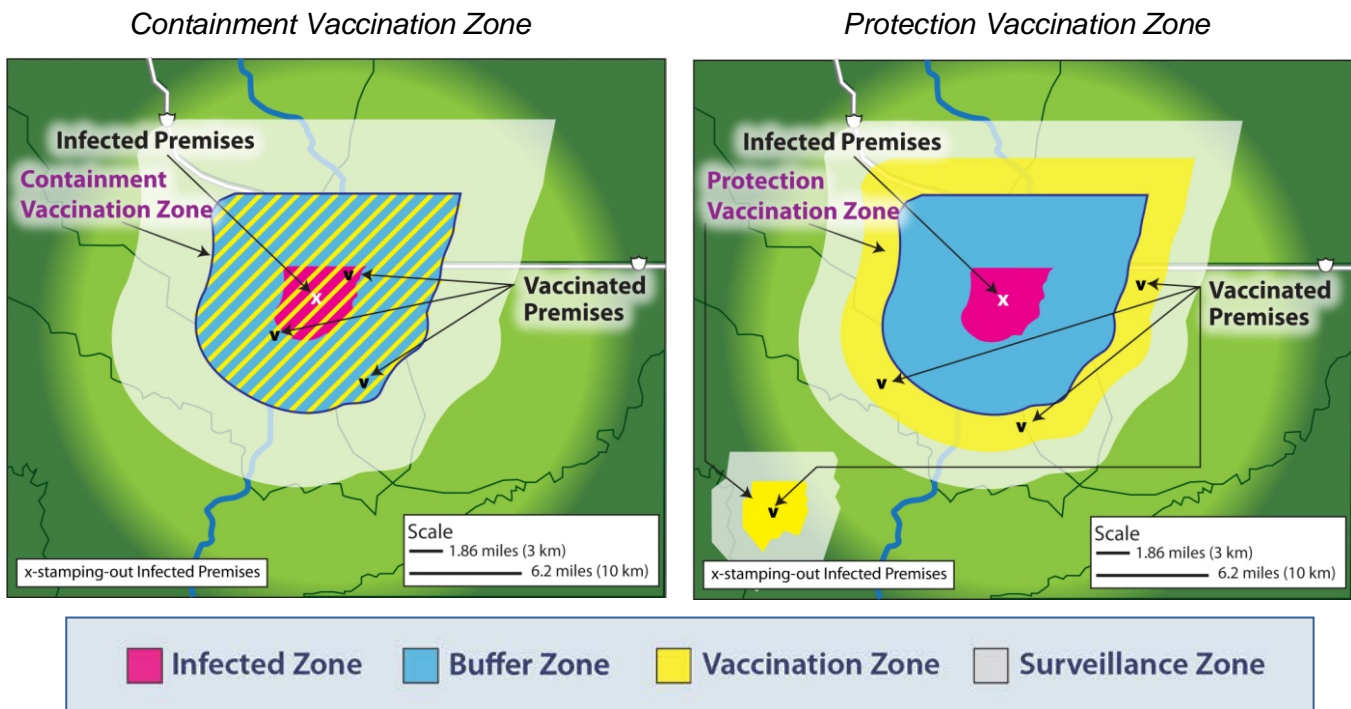 Containment Vaccination Zone
Infected Premises
Containment
Vaccination Zone
v
x
v
v
Vaccinated
Premises
Scale
1.86 miles (3 km)
6.2 miles (10 km)
x-stamping-out Infected Premises
Protection Vaccination Zone
Infected Premises
Protection
Vaccination Zone
v
x
v
v
v
Vaccinated
Premises
Scale
1.86 miles (3 km)
6.2 miles (10 km)
x-stamping-out Infected Premises
Infected Zone
Buffer Zone
Vaccination Zone
Surveillance Zone